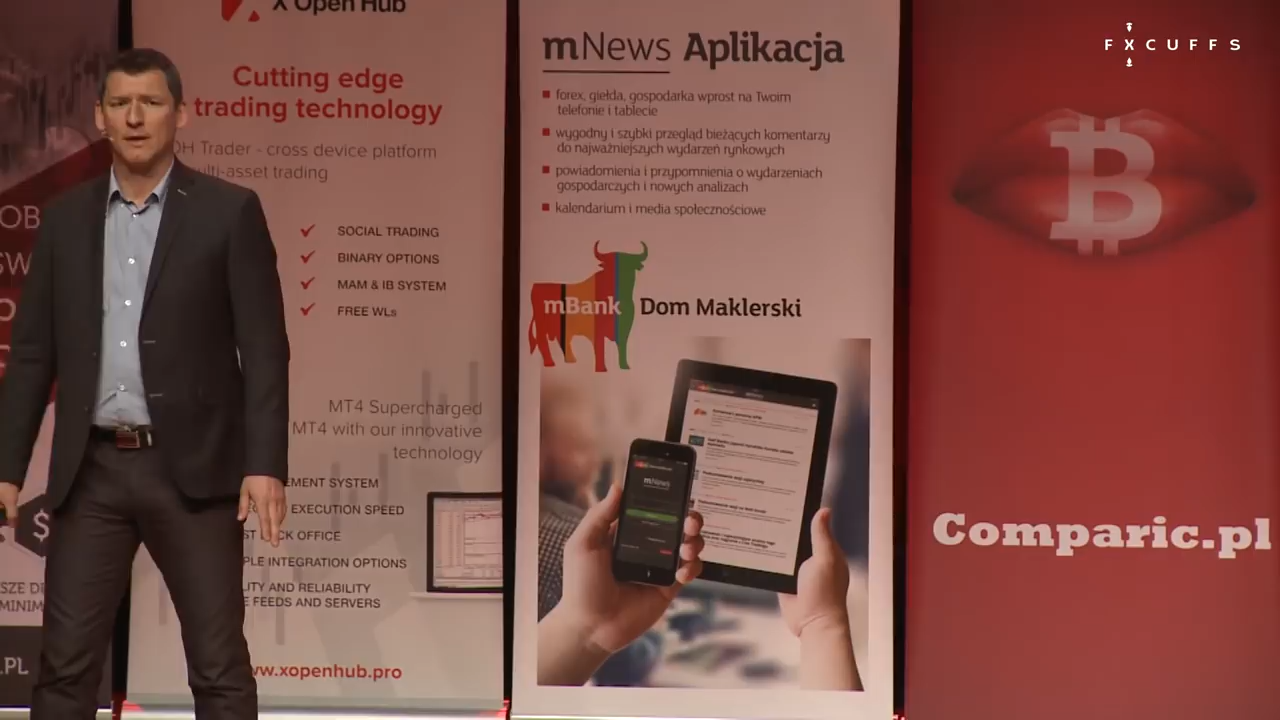 X Open Hub
Cutting edge
trading technology
Trader - cross device platform
trading
SOCIAL TRADING
BINARY OPTIONS
MAM & IB SYSTEM
FREE WLs
MT4 Supercharged
MT4 with our innovative
technology
SYSTEM
EXECUTION SPEED
OFFICE
INTEGRATION OPTIONS
AND RELIABILITY
FEEDS AND SERVERS
www.xopenhub.pro
mNews Aplikacja
forex, giełda, gospodarka wprost na Twoim
telefonie i tablecie
wygodny i szybki przegląd bieżących komentarzy
do najważniejszych wydarzeń rynkowych
powiadomienia i przypomnienia o wydarzeniach
gospodarczych i nowych analizach
kalendarium i media społecznościowe
mBank Dom Maklerski
mNews
FXCUFFS
Comparic.pl
.PL